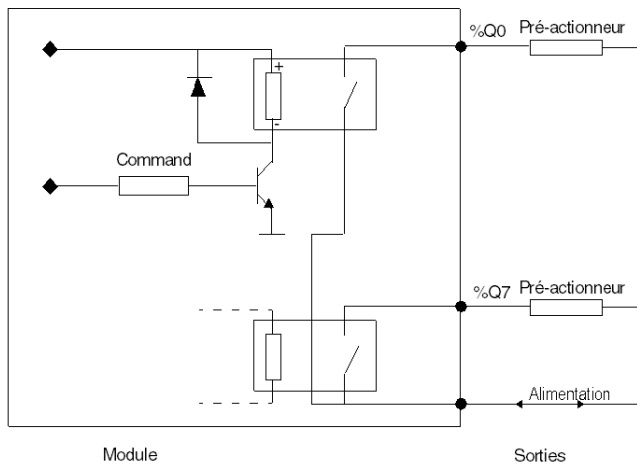 %Q0 Pré-actionneur
+
-
Command
%Q7 Pré-actionneur
Alimentation
Module Sorties